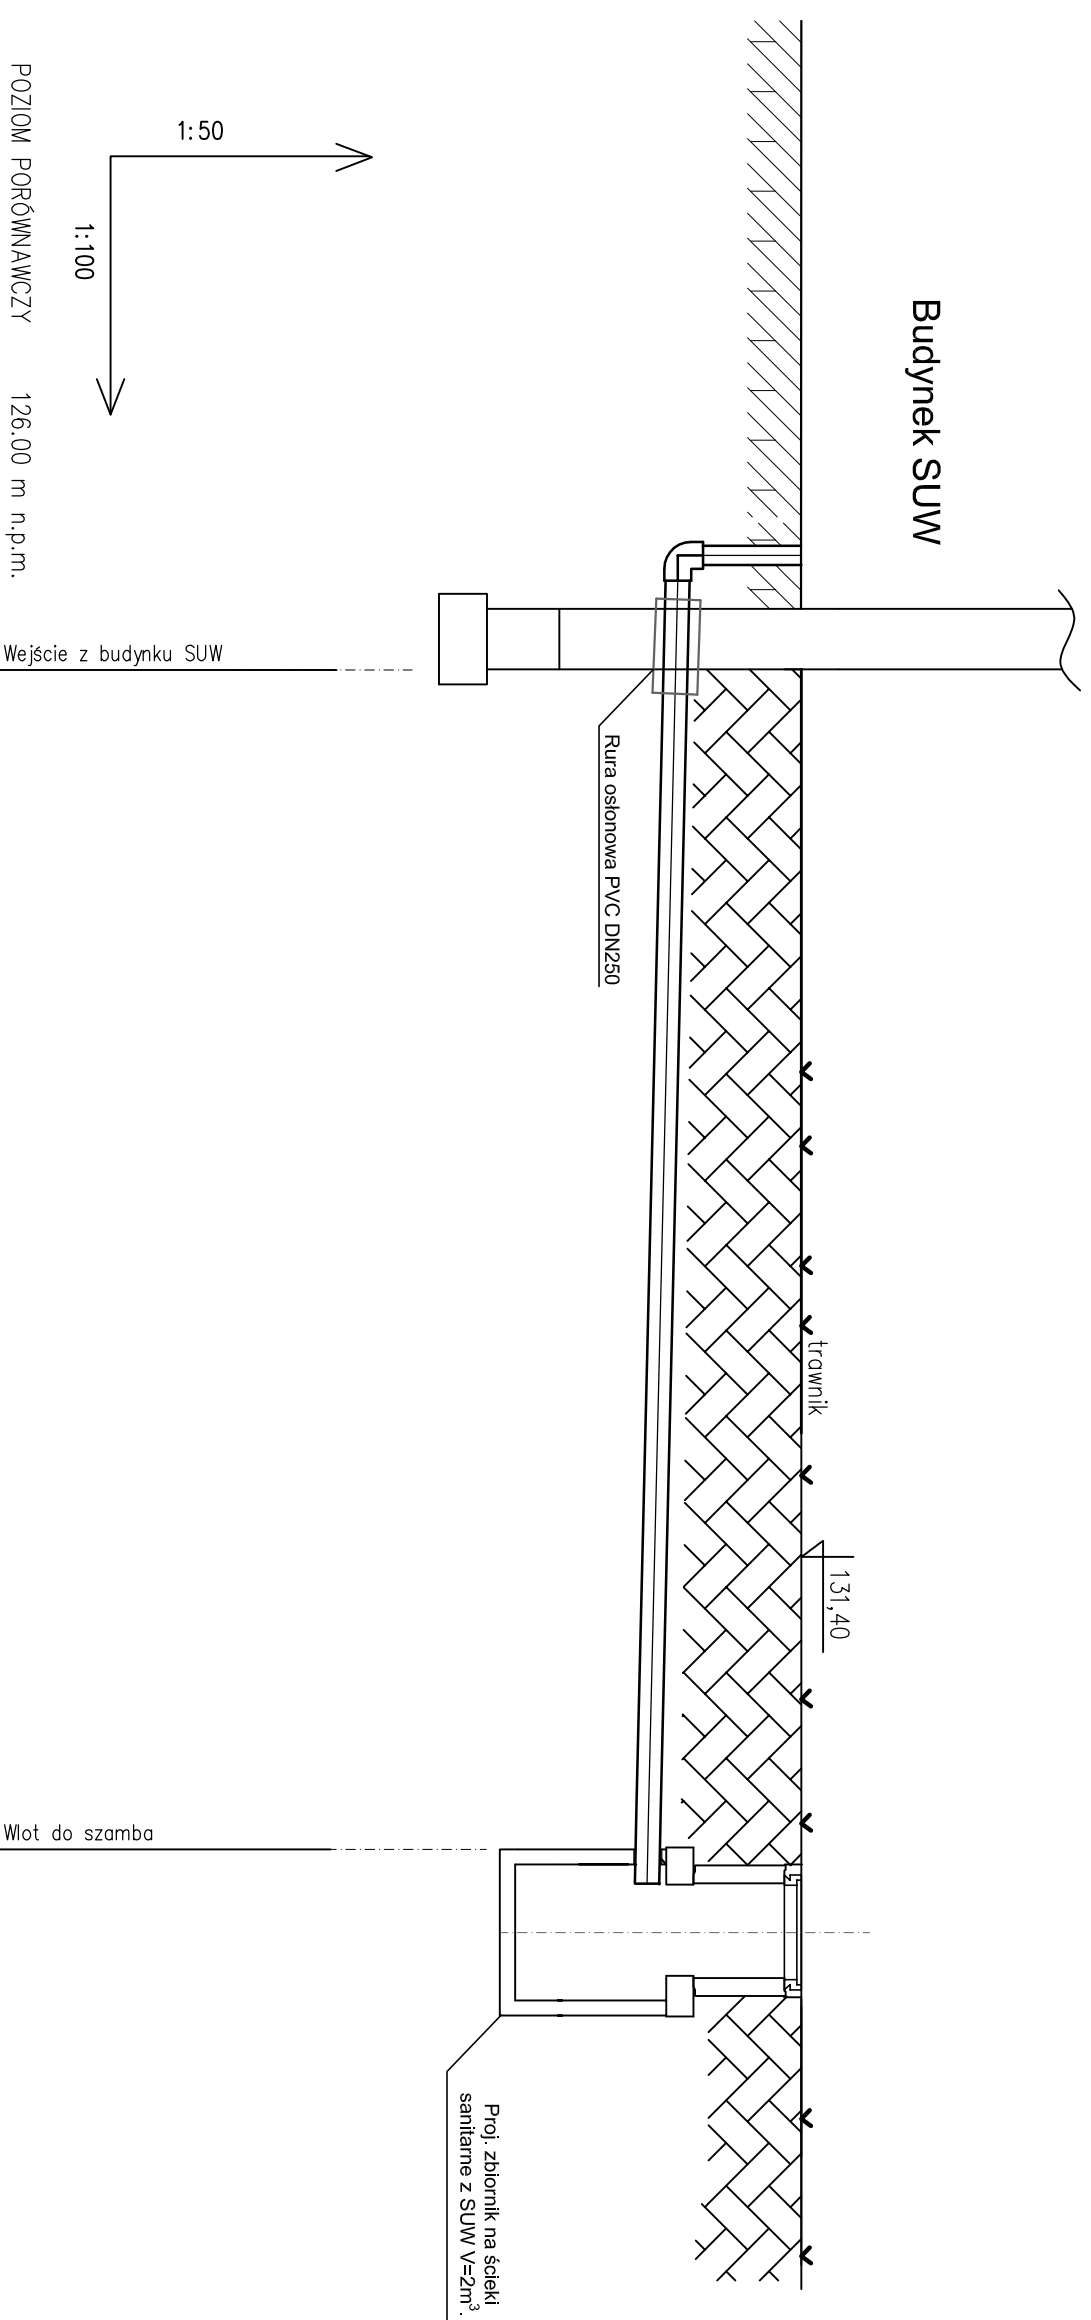 Budynek SUW
trawnik
131,40
Rura osłonowa PVC DN250
Proj. zbiornik na ścieki
sanitarne z SUW V=2m³.
1:50
1:100
POZIOM PORÓWNAWCZY 126.00 m n.p.m.
Wejście z budynku SUW
Wlot do szamba